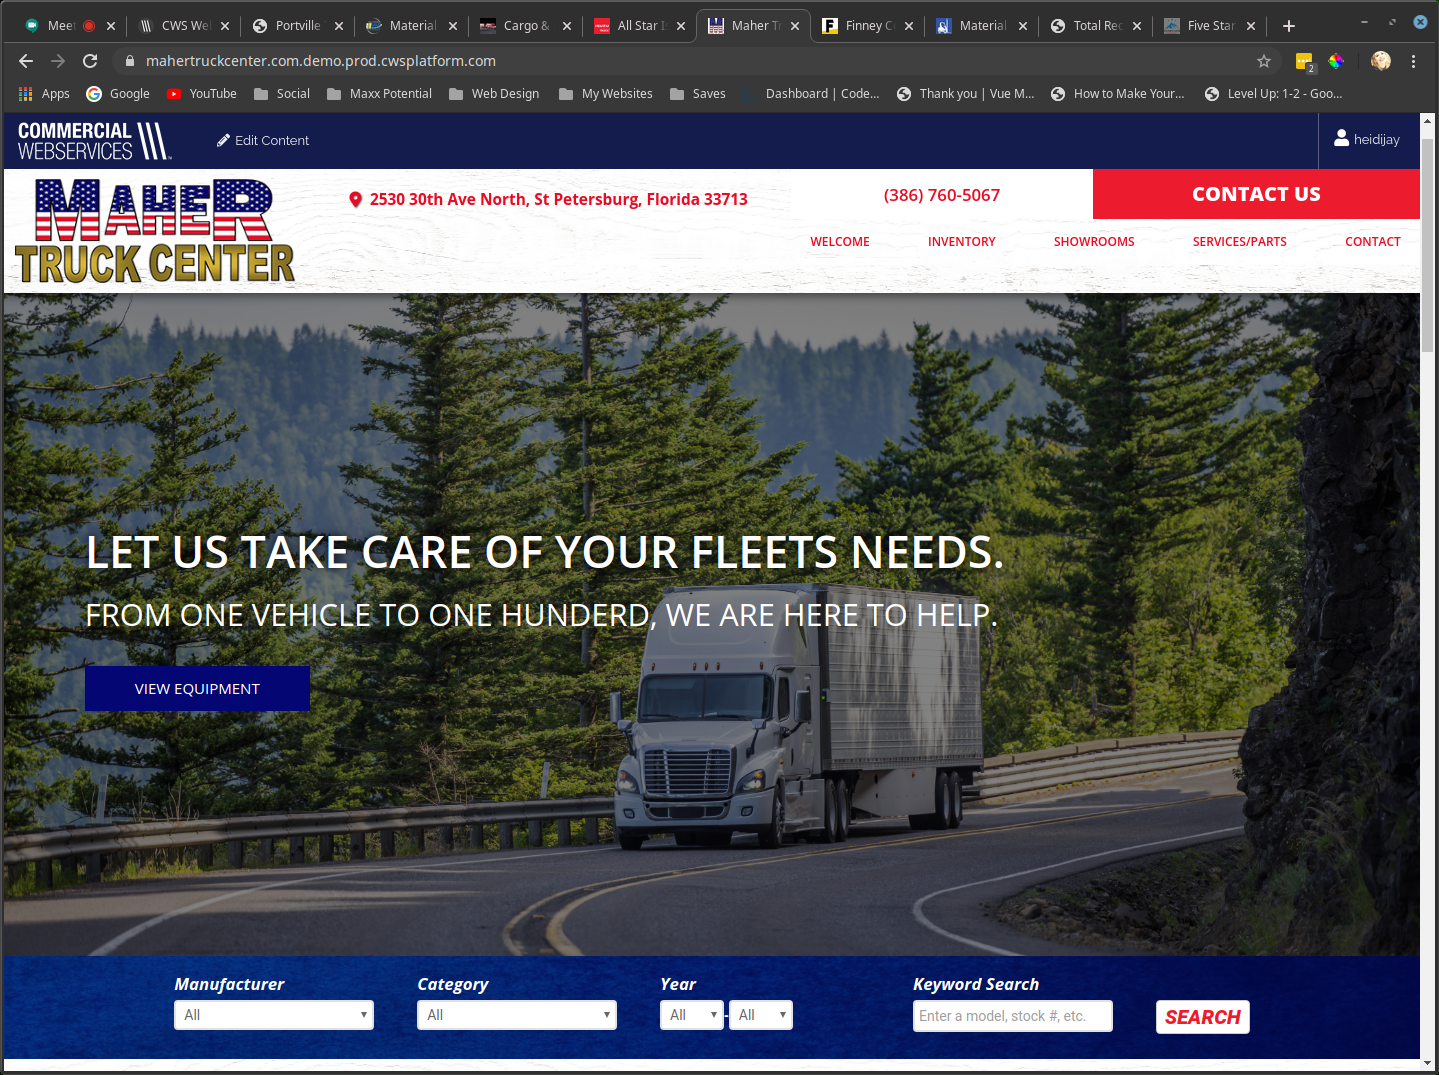 Meet
CWS Wel
Portville
Material
Cargo &
All Star I
Maher T
Finney C
Material
Total Rec
Five Star
mahertruckcenter.com.demo.prod.cwsplatform.com
2
Apps
Google
YouTube
Social
Maxx Potential
Web Design
My Websites
Saves
Dashboard | Code...
Thank you | Vue M...
How to Make Your...
Level Up: 1-2 - Goo...
COMMERCIAL
WEBSERVICES
Edit Content
heidijay
MAHER
TRUCK CENTER
2530 30th Ave North, St Petersburg, Florida 33713
(386) 760-5067
CONTACT US
WELCOME
INVENTORY
SHOWROOMS
SERVICES/PARTS
CONTACT
LET US TAKE CARE OF YOUR FLEETS NEEDS.
FROM ONE VEHICLE TO ONE HUNDERD, WE ARE HERE TO HELP.
VIEW EQUIPMENT
Manufacturer
Category
Year
Keyword Search
All
All
All - All
Enter a model, stock #, etc.
SEARCH